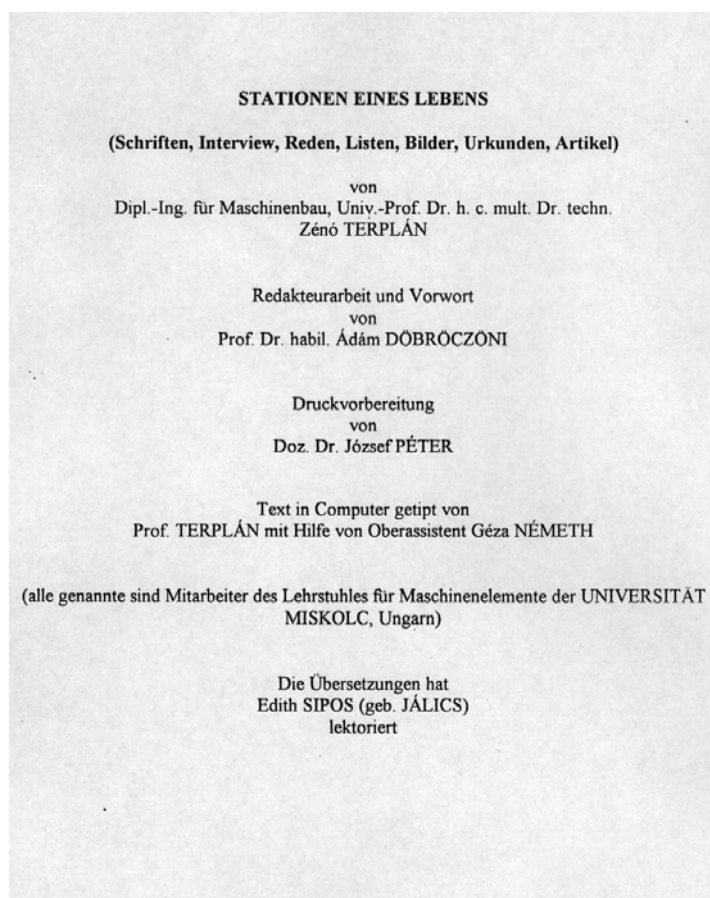 STATIONEN EINES LEBENS
(Schriften, Interview, Reden, Listen, Bilder, Urkunden, Artikel)
von
Dipl.-Ing. für Maschinenbau, Univ.-Prof. Dr. h. c. mult. Dr. techn.
Zénó TERPLÁN
Redakteurarbeit und Vorwort
von
Prof. Dr. habil. Ádám DÖBRÖCZÖNI
Druckvorbereitung
von
Doz. Dr. József PÉTER
Text in Computer getipt von
Prof. TERPLÁN mit Hilfe von Oberassistent Géza NÉMETH
(alle genannte sind Mitarbeiter des Lehrstuhles für Maschinenelemente der UNIVERSITÄT
MISKOLC, Ungarn)
Die Übersetzungen hat
Edith SIPOS (geb. JÁLICS)
lektoriert